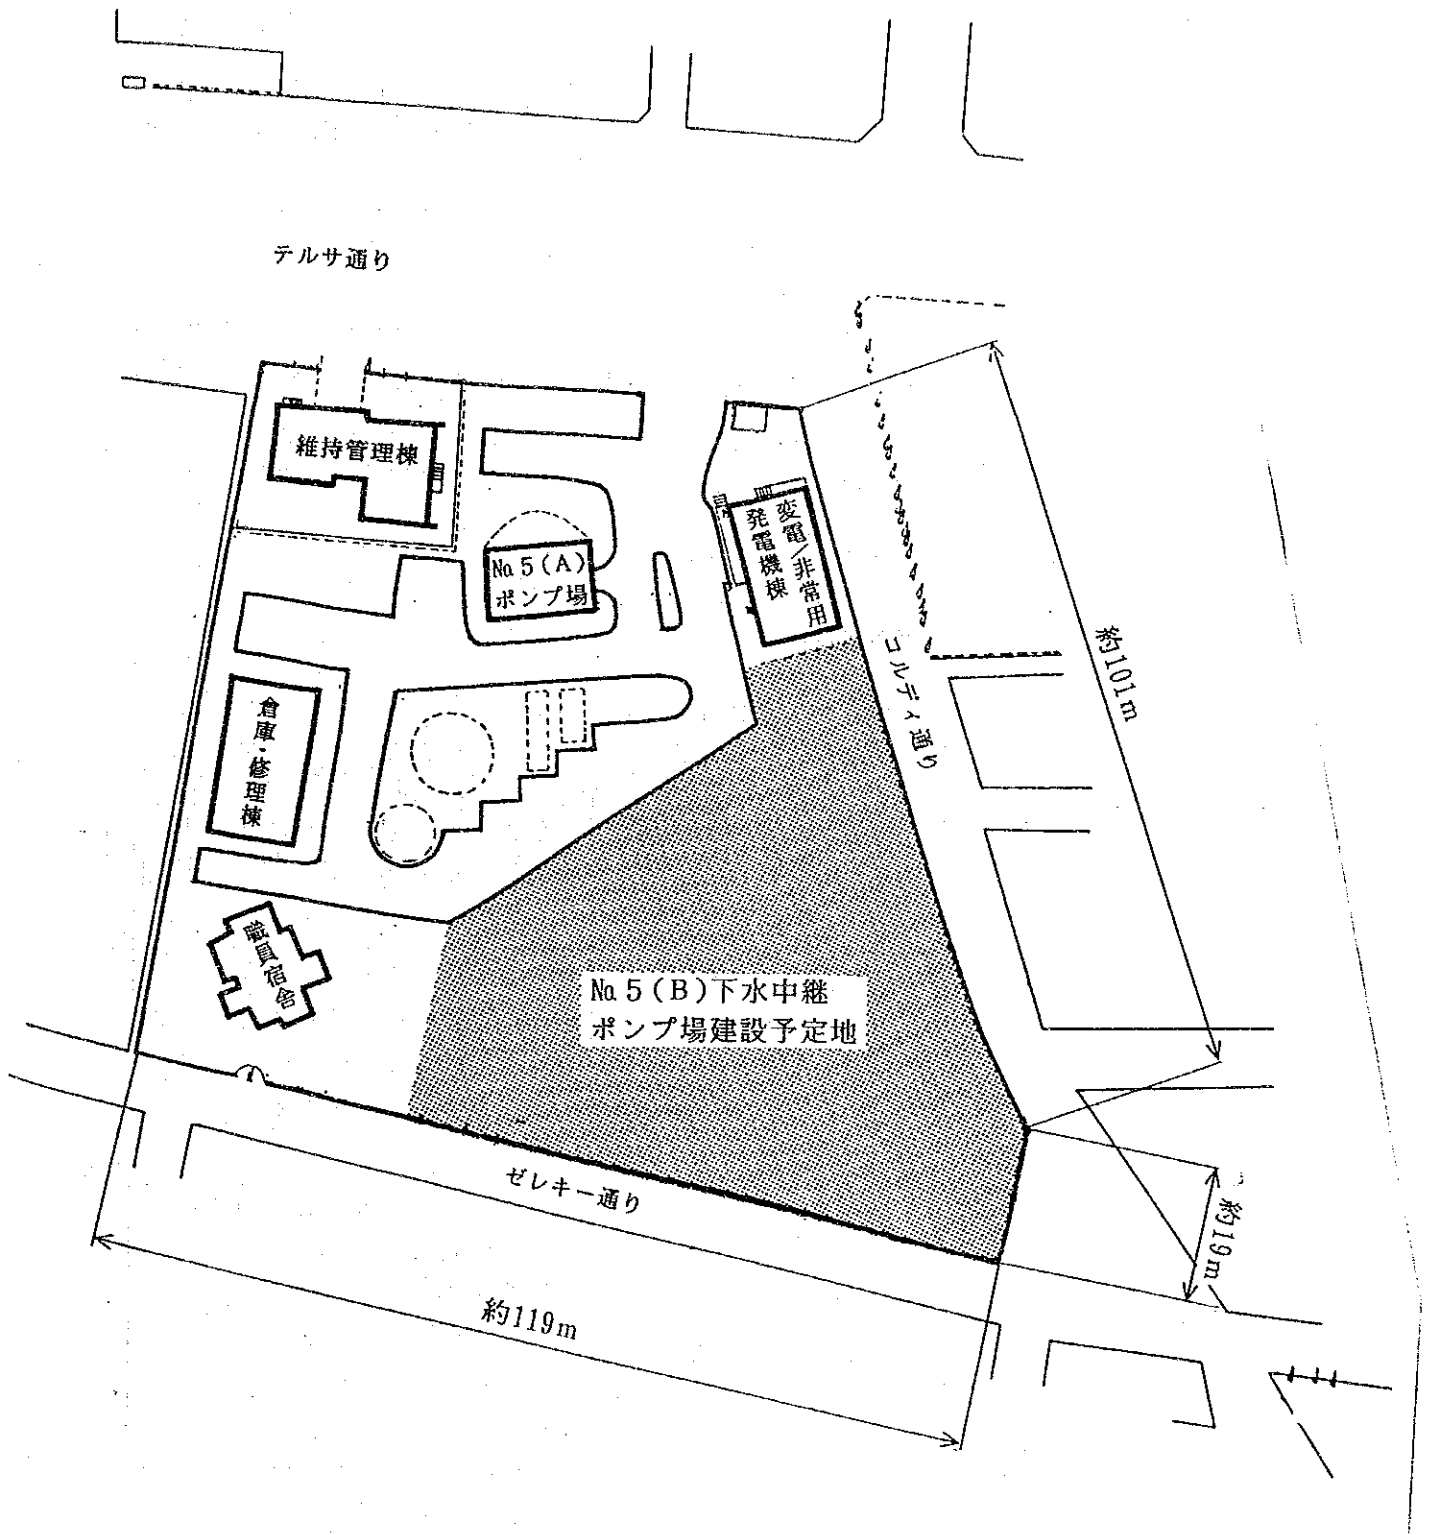 テルサ通り
維持管理棟
№5(A)
ポンプ場
変電/非常用
発電機棟
コルディ通り
約101m
倉庫・修理棟
職員宿舎
№5(B)下水中継
ポンプ場建設予定地
ゼレキー通り
約19m
約119m